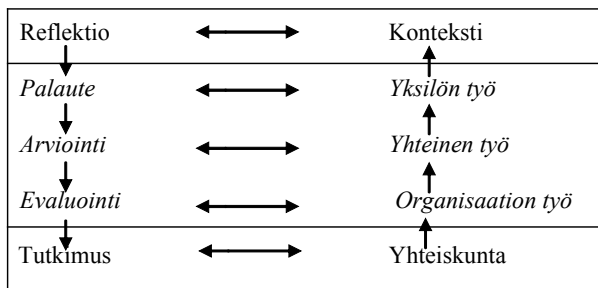 Reflektio Konteksti
Palaute Yksilön työ
Arviointi Yhteinen työ
Evaluointi Organisaation työ
Tutkimus Yhteiskunta